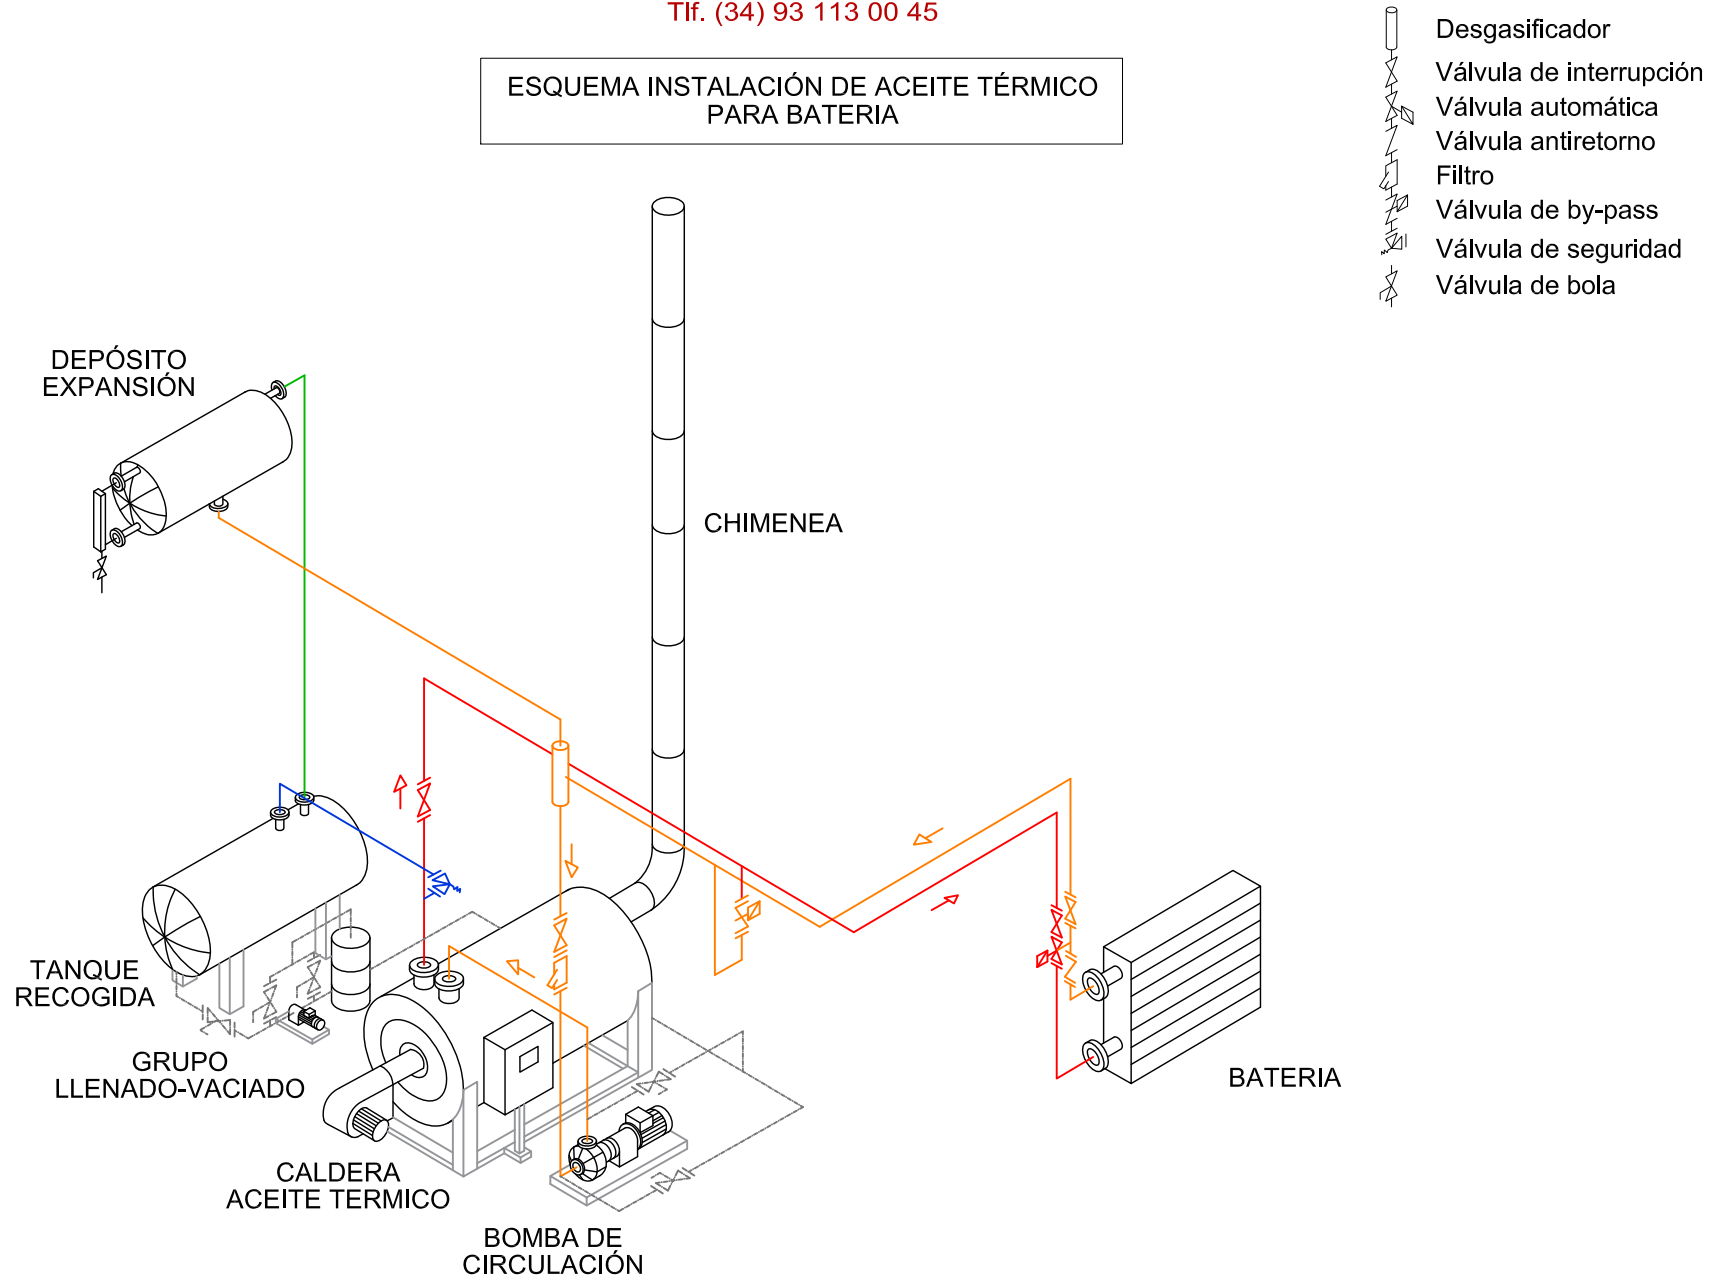 Tlf. (34) 93 113 00 45
ESQUEMA INSTALACIÓN DE ACEITE TÉRMICO
PARA BATERIA
Desgasificador
Válvula de interrupción
Válvula automática
Válvula antiretorno
Filtro
Válvula de by-pass
Válvula de seguridad
Válvula de bola
DEPÓSITO
EXPANSIÓN
CHIMENEA
TANQUE
RECOGIDA
GRUPO
LLENADO-VACIADO
BATERIA
CALDERA
ACEITE TERMICO
BOMBA DE
CIRCULACIÓN